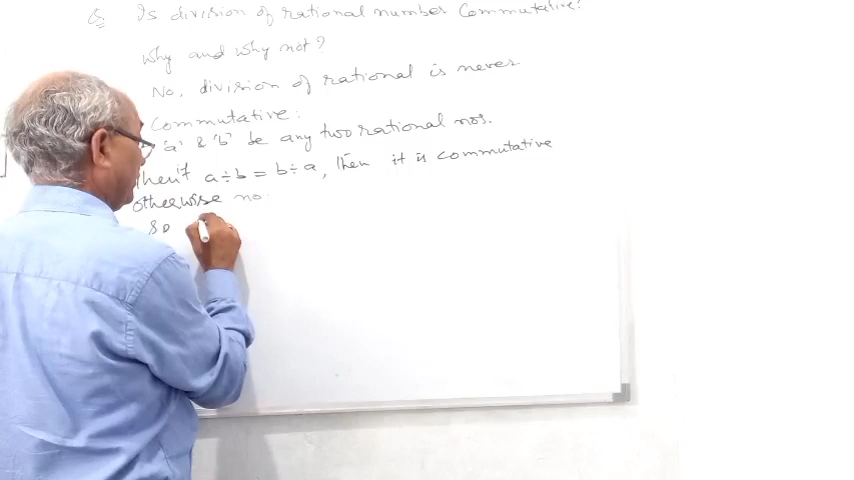 Q. Is division of rational number commutative?
Why and why not?
No, division of rational is never
Commutative:
'a' & 'b' be any two rational nos.
Then if a ÷ b = b ÷ a, then it is commutative
otherwise no.
so